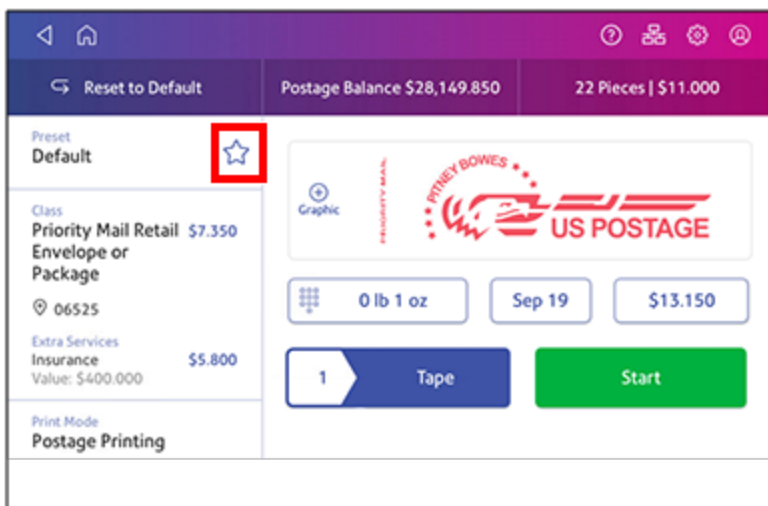 Reset to Default
Postage Balance $28,149.850
22 Pieces | $11.000
Preset
Default
Class
Priority Mail Retail $7.350
Envelope or
Package
06525
Extra Services
Insurance $5.800
Value: $400.000
Print Mode
Postage Printing
Graphic
PRIORITY MAIL
PITNEY BOWES
US POSTAGE
0 lb 1 oz
Sep 19
$13.150
1
Tape
Start